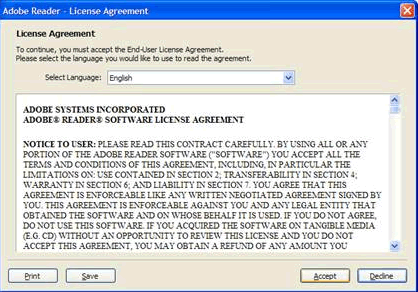 Adobe Reader - License Agreement
License Agreement
To continue, you must accept the End-User License Agreement.
Please select the language you would like to use to read the agreement.
Select Language: English
ADOBE SYSTEMS INCORPORATED
ADOBE® READER® SOFTWARE LICENSE AGREEMENT
NOTICE TO USER: PLEASE READ THIS CONTRACT CAREFULLY. BY USING ALL OR ANY
PORTION OF THE ADOBE READER SOFTWARE ("SOFTWARE") YOU ACCEPT ALL THE
TERMS AND CONDITIONS OF THIS AGREEMENT, INCLUDING, IN PARTICULAR THE
LIMITATIONS ON: USE CONTAINED IN SECTION 2; TRANSFERABILITY IN SECTION 4;
WARRANTY IN SECTION 6; AND LIABILITY IN SECTION 7. YOU AGREE THAT THIS
AGREEMENT IS ENFORCEABLE LIKE ANY WRITTEN NEGOTIATED AGREEMENT SIGNED
BY YOU. THIS AGREEMENT IS ENFORCEABLE AGAINST YOU AND ANY LEGAL ENTITY THAT
OBTAINED THE SOFTWARE AND ON WHOSE BEHALF IT IS USED. IF YOU DO NOT AGREE,
DO NOT USE THIS SOFTWARE. IF YOU ACQUIRED THE SOFTWARE ON TANGIBLE MEDIA
(E.G. CD) WITHOUT AN OPPORTUNITY TO REVIEW THIS LICENSE AND YOU DO NOT
ACCEPT THIS AGREEMENT, YOU MAY OBTAIN A REFUND OF ANY AMOUNT YOU
Print Save Accept Decline